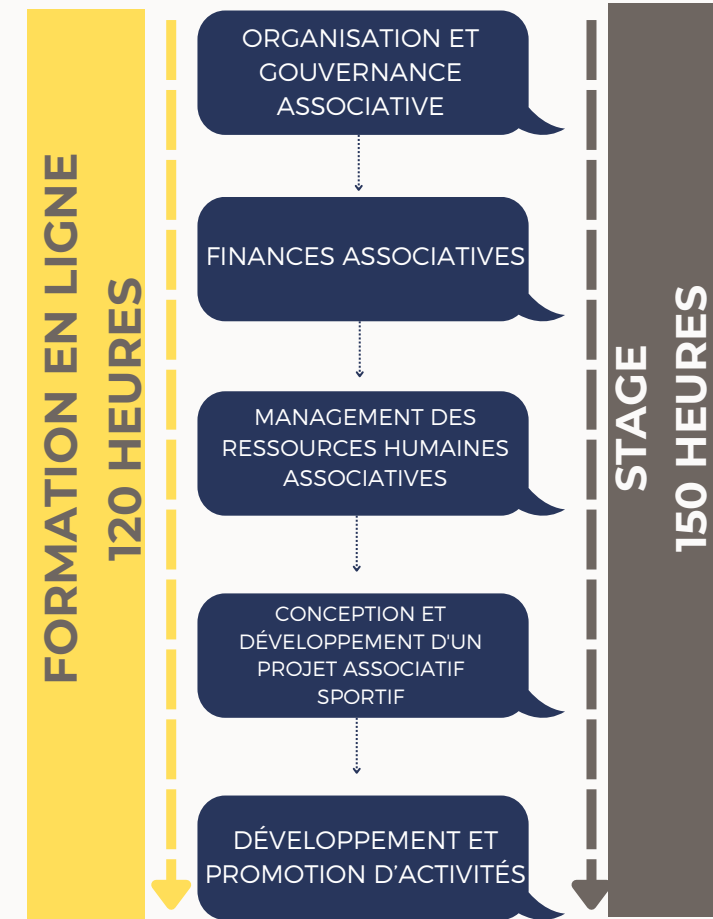 FORMATION EN LIGNE
120 HEURES
ORGANISATION ET
GOUVERNANCE
ASSOCIATIVE
FINANCES ASSOCIATIVES
MANAGEMENT DES
RESSOURCES HUMAINES
ASSOCIATIVES
CONCEPTION ET
DÉVELOPPEMENT D'UN
PROJET ASSOCIATIF
SPORTIF
DÉVELOPPEMENT ET
PROMOTION D’ACTIVITÉS
STAGE
150 HEURES